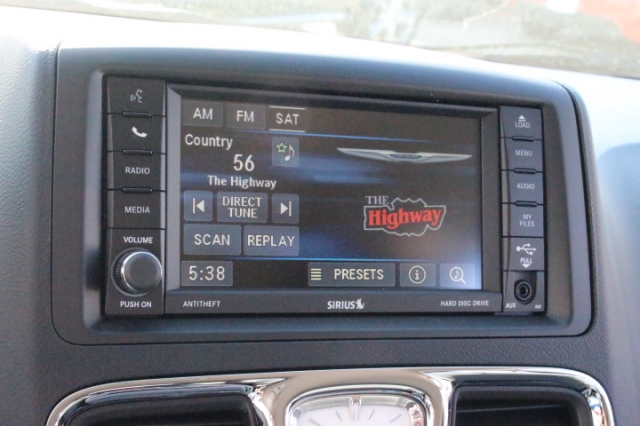 RADIO
MEDIA
VOLUME
PUSH ON
AM FM SAT
Country
56
The Highway
DIRECT
TUNE
SCAN REPLAY
5:38
PRESETS
THE
Highway
ANTITHEFT
SIRIUS
HARD DISC DRIVE
LOAD
MENU
AUDIO
MY
FILES
PULL
AUX